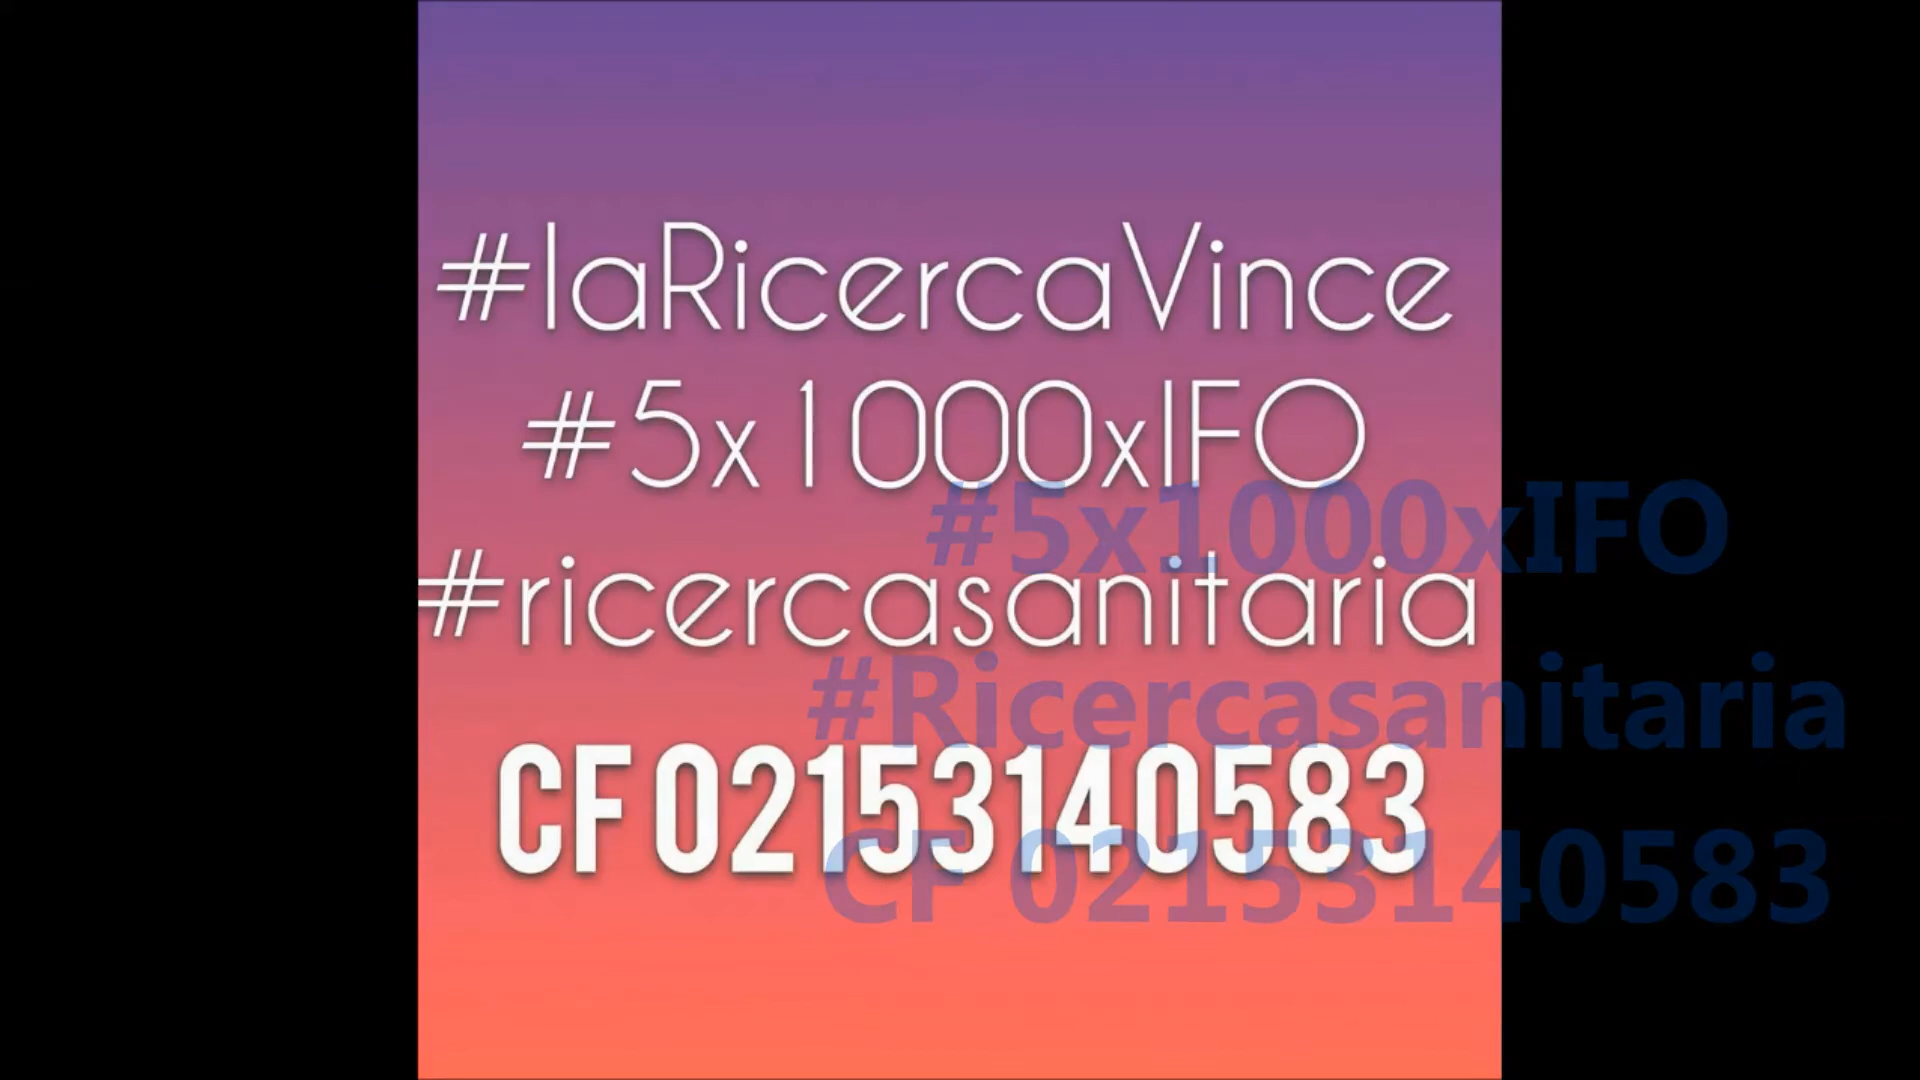 #laRicercaVince
#5x1000xIFO
#ricercasanitaria
CF 02153140583
#5x1000xIFO
#Ricercasanitaria
CF 02153140583